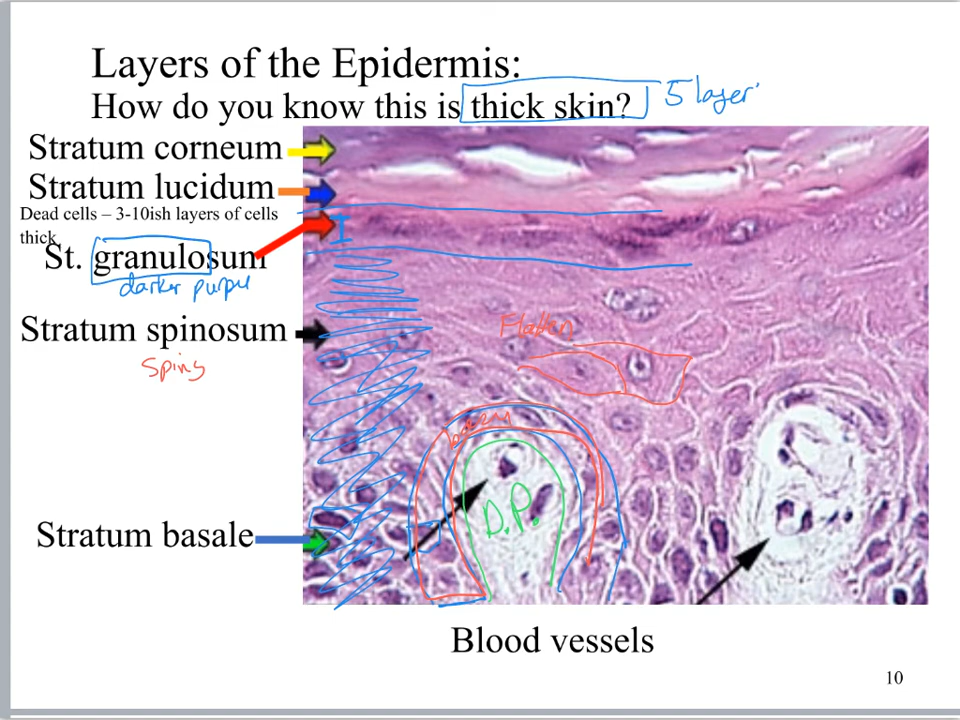 Layers of the Epidermis:
How do you know this is thick skin?
5 layer
Stratum corneum
Stratum lucidum
Dead cells – 3-10ish layers of cells
thick
St. granulosum
darker purple
Stratum spinosum
Flatten
Spiny
D.P.
Stratum basale
Blood vessels
10